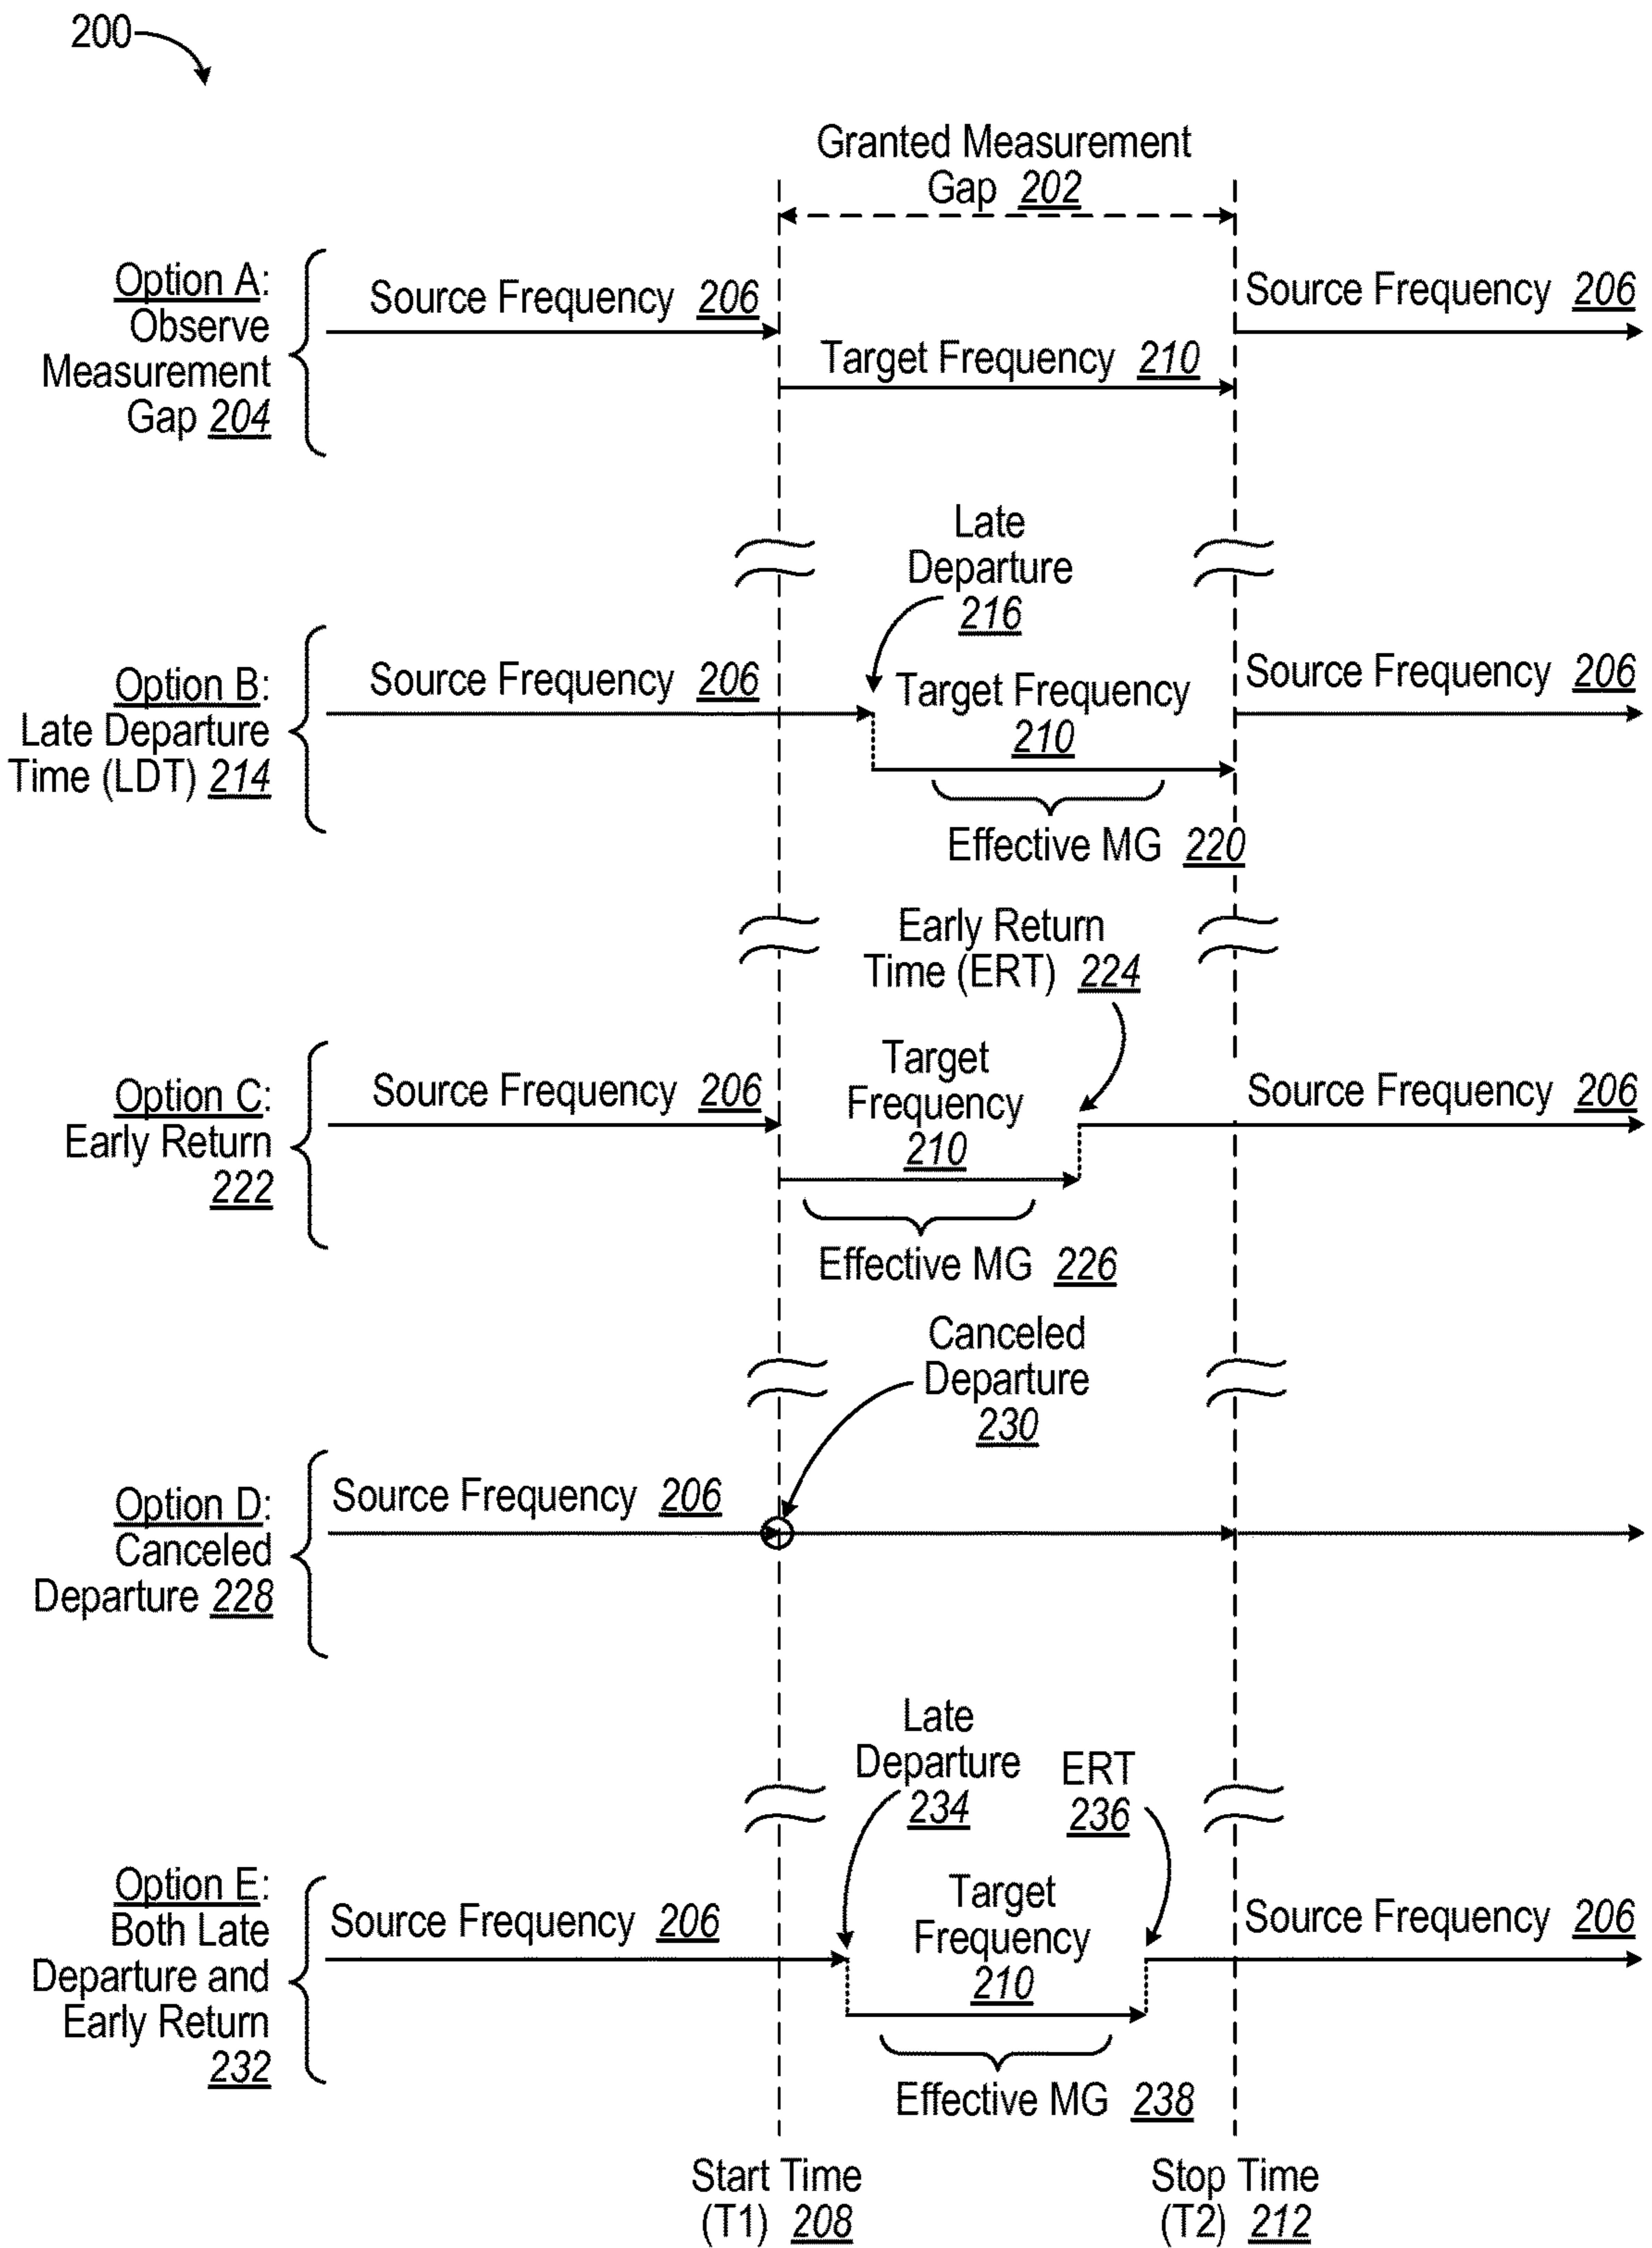 200
Granted Measurement
Gap 202
Option A:
Observe
Measurement
Gap 204
Source Frequency 206
Target Frequency 210
Source Frequency 206
Late
Departure
216
Option B:
Late Departure
Time (LDT) 214
Source Frequency 206
Target Frequency
210
Source Frequency 206
Effective MG 220
Early Return
Time (ERT) 224
Option C:
Early Return
222
Source Frequency 206
Target
Frequency
210
Source Frequency 206
Effective MG 226
Canceled
Departure
230
Option D:
Canceled
Departure 228
Source Frequency 206
Late
Departure
234
ERT
236
Option E:
Both Late
Departure and
Early Return
232
Source Frequency 206
Target
Frequency
210
Source Frequency 206
Effective MG 238
Start Time
(T1) 208
Stop Time
(T2) 212